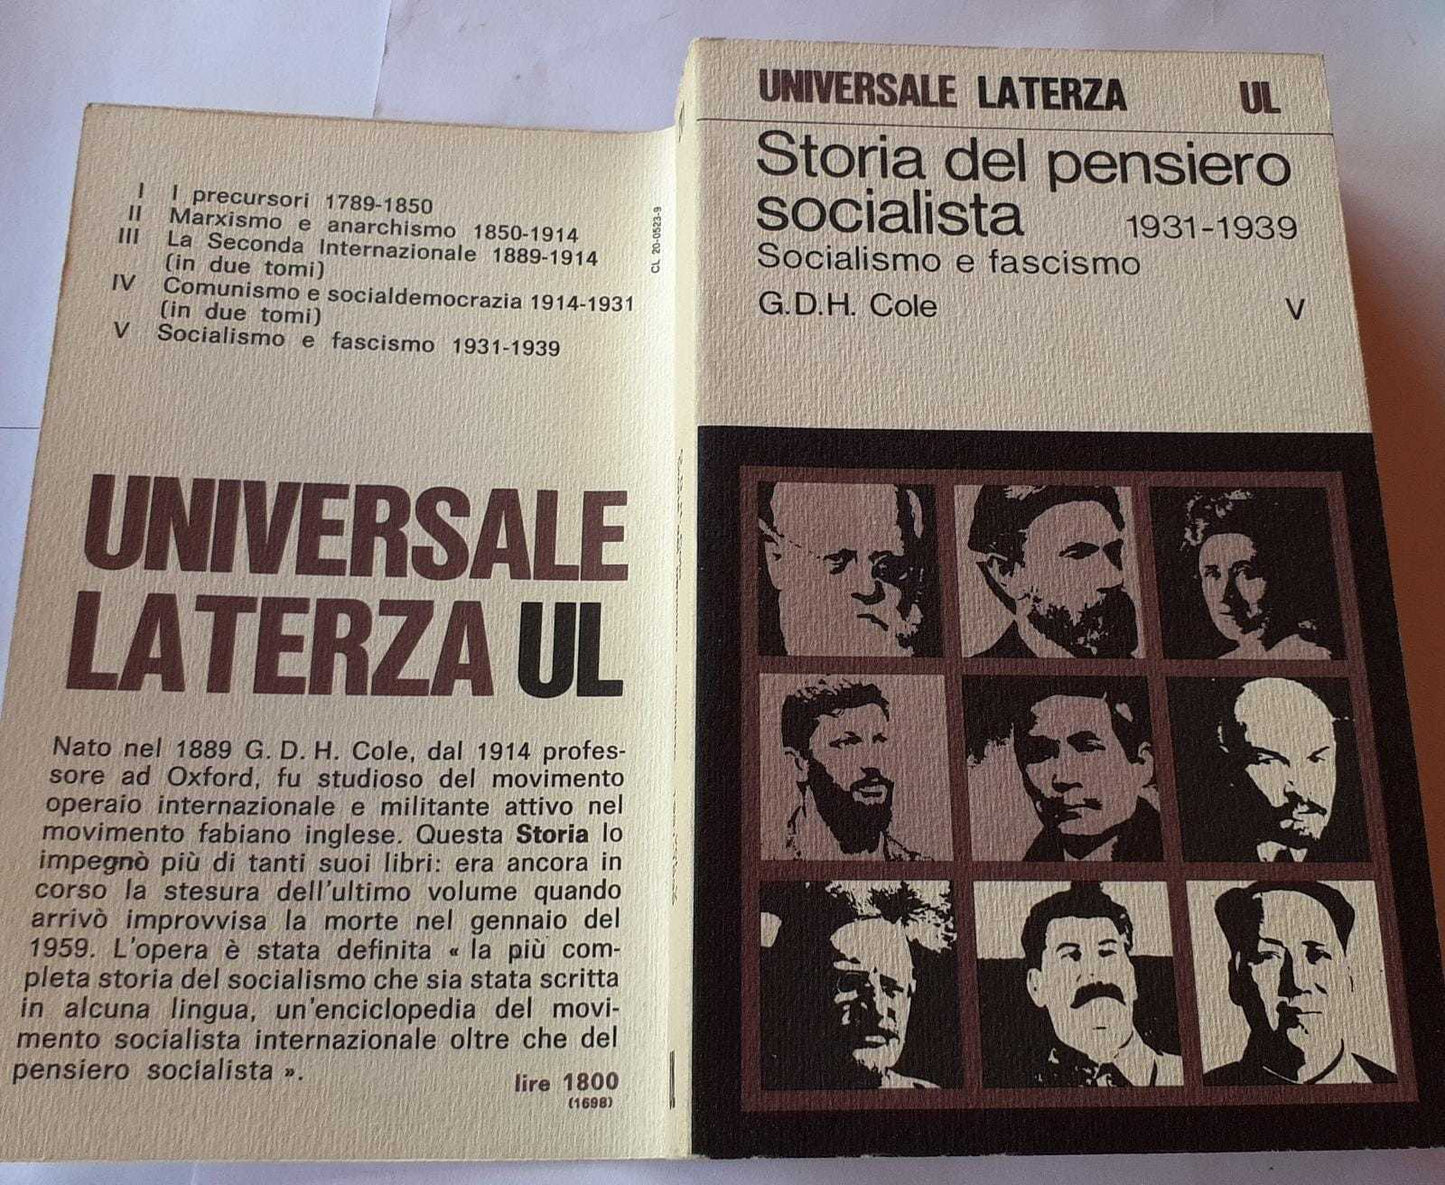 I I precursori 1789-1850
II Marxismo e anarchismo 1850-1914
III La Seconda Internazionale 1889-1914
(in due tomi)
IV Comunismo e socialdemocrazia 1914-1931
(in due tomi)
V Socialismo e fascismo 1931-1939
CL 20-0523-9
UNIVERSALE
LATERZA UL
Nato nel 1889 G. D. H. Cole, dal 1914 profes-
sore ad Oxford, fu studioso del movimento
operaio internazionale e militante attivo nel
movimento fabiano inglese. Questa Storia lo
impegnò più di tanti suoi libri: era ancora in
corso la stesura dell'ultimo volume quando
arrivò improvvisa la morte nel gennaio del
1959. L'opera è stata definita « la più com-
pleta storia del socialismo che sia stata scritta
in alcuna lingua, un'enciclopedia del movi-
mento socialista internazionale oltre che del
pensiero socialista ».
lire 1800
(1698)
UNIVERSALE LATERZA UL
Storia del pensiero
socialista 1931-1939
Socialismo e fascismo
G.D.H. Cole V